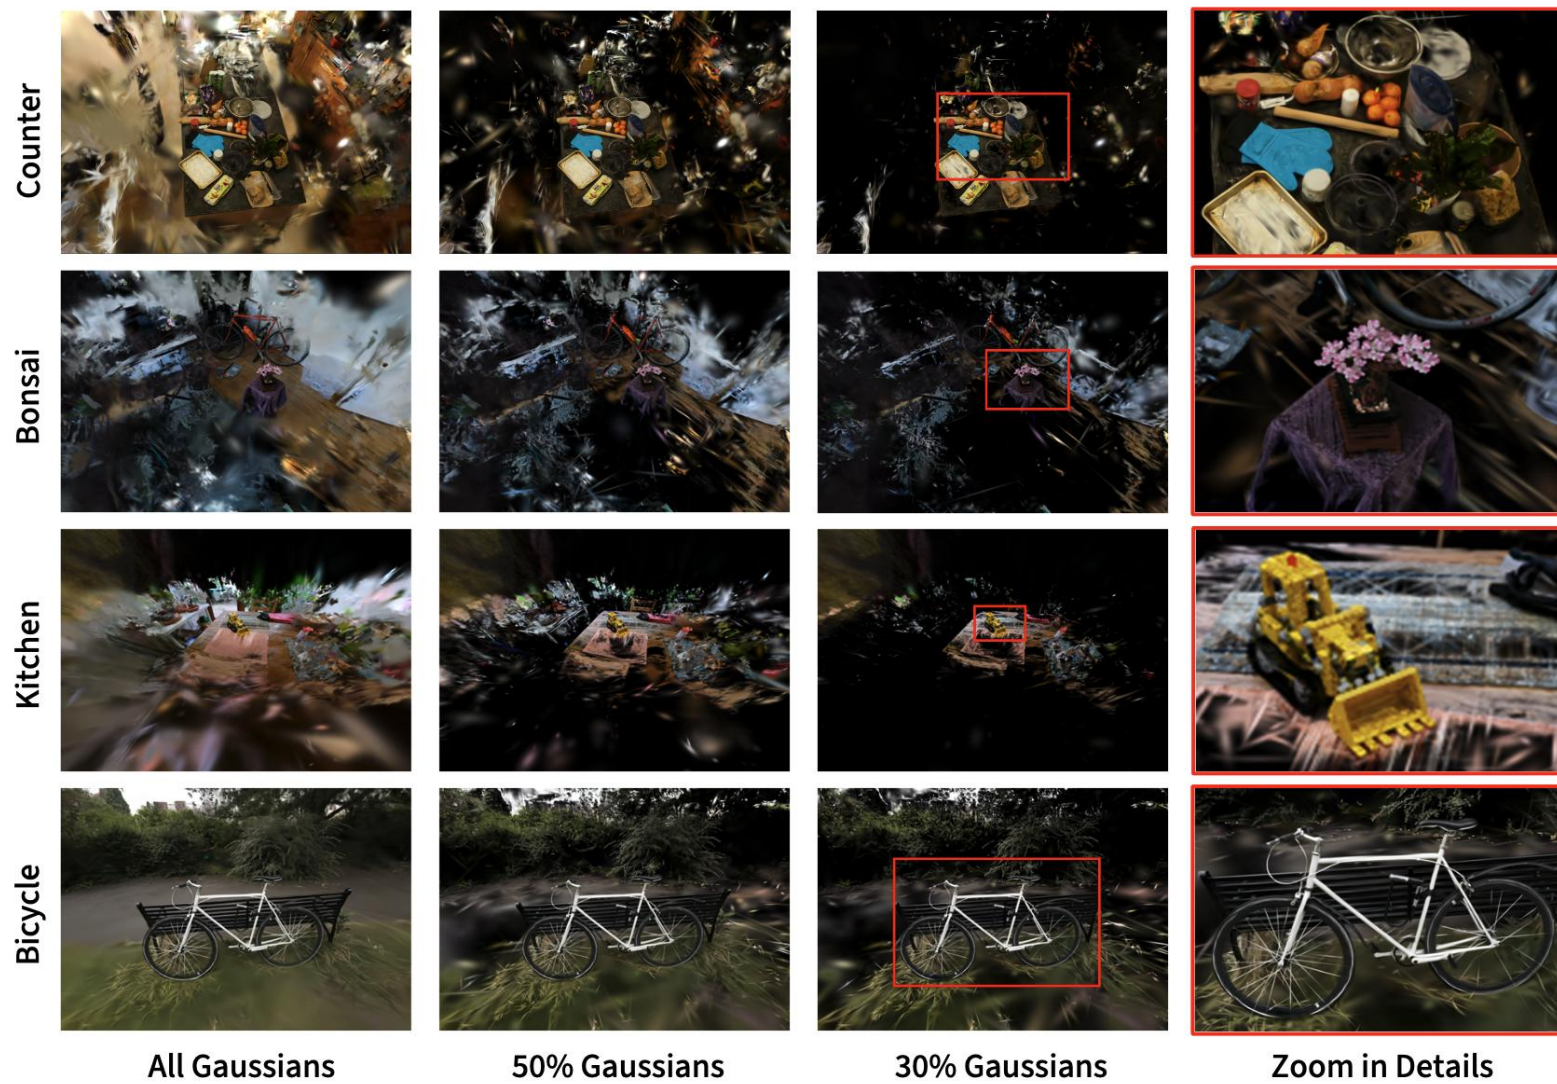 Counter
Bonsai
Kitchen
Bicycle
All Gaussians
50% Gaussians
30% Gaussians
Zoom in Details